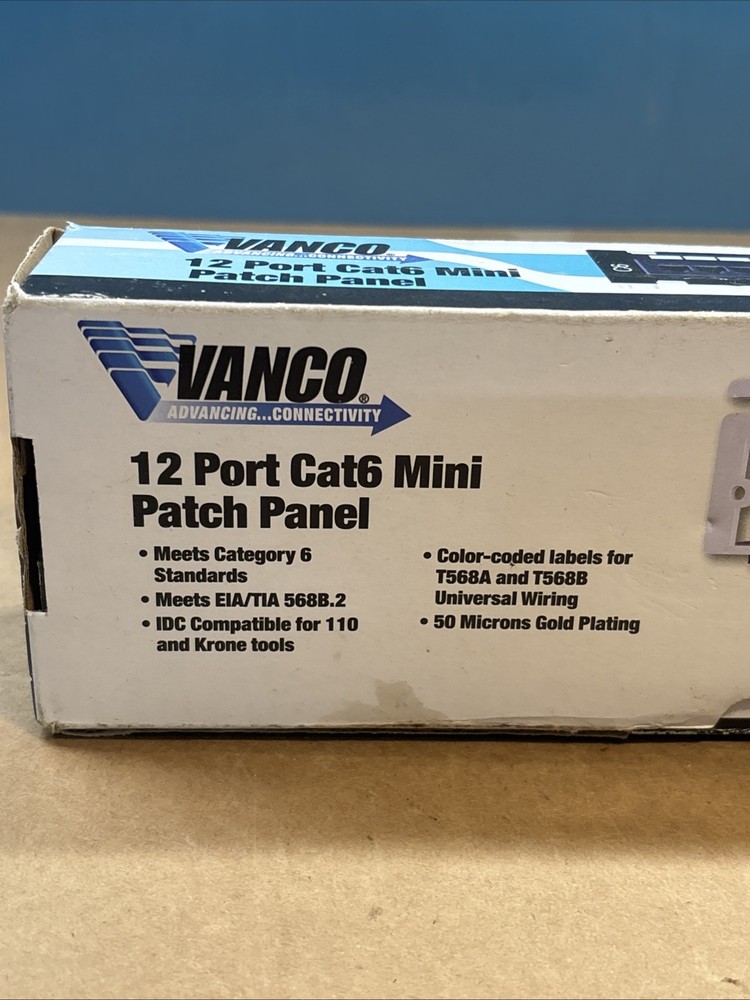 VANCO
ADVANCING...CONNECTIVITY
12 Port Cat6 Mini
Patch Panel
VANCO®
ADVANCING...CONNECTIVITY
12 Port Cat6 Mini
Patch Panel
• Meets Category 6
Standards
• Meets EIA/TIA 568B.2
• IDC Compatible for 110
and Krone tools
• Color-coded labels for
T568A and T568B
Universal Wiring
• 50 Microns Gold Plating